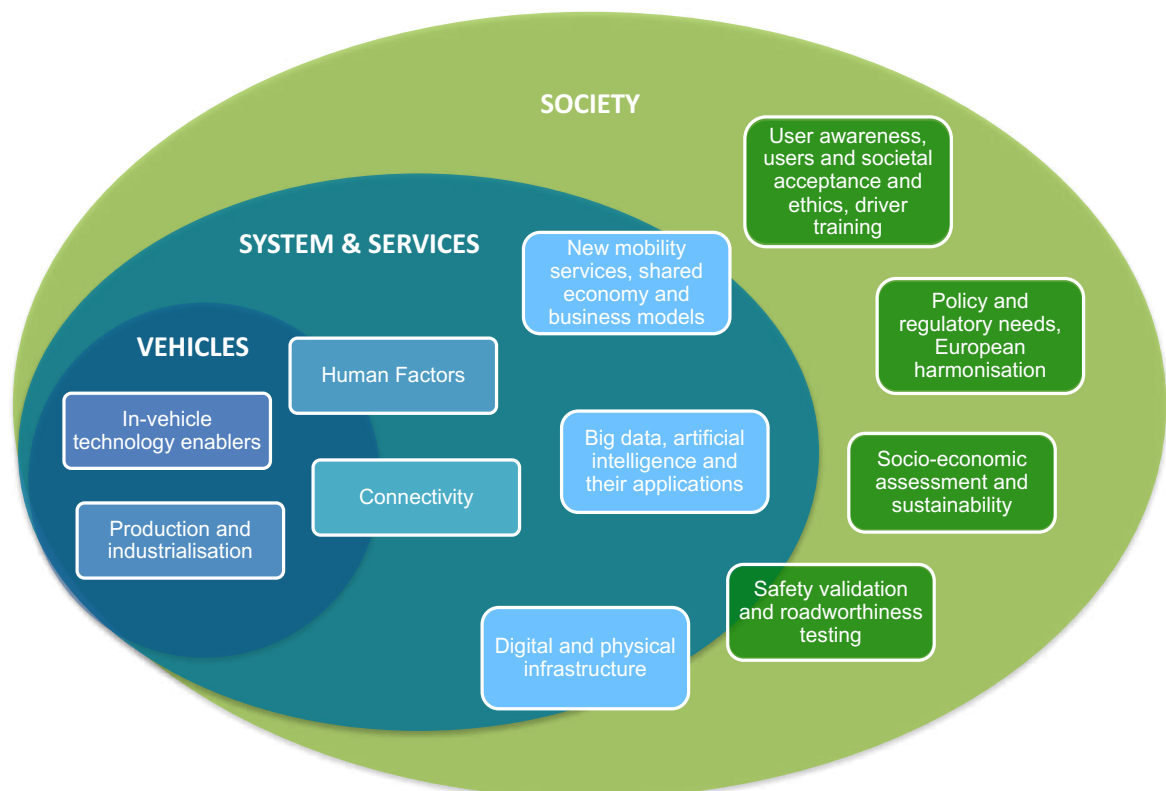 SOCIETY
User awareness,
users and societal
acceptance and
ethics, driver
training
SYSTEM & SERVICES
New mobility
services, shared
economy and
business models
Policy and
regulatory needs,
European
harmonisation
VEHICLES
Human Factors
In-vehicle
technology enablers
Big data, artificial
intelligence and
their applications
Socio-economic
assessment and
sustainability
Connectivity
Production and
industrialisation
Safety validation
and roadworthiness
testing
Digital and physical
infrastructure